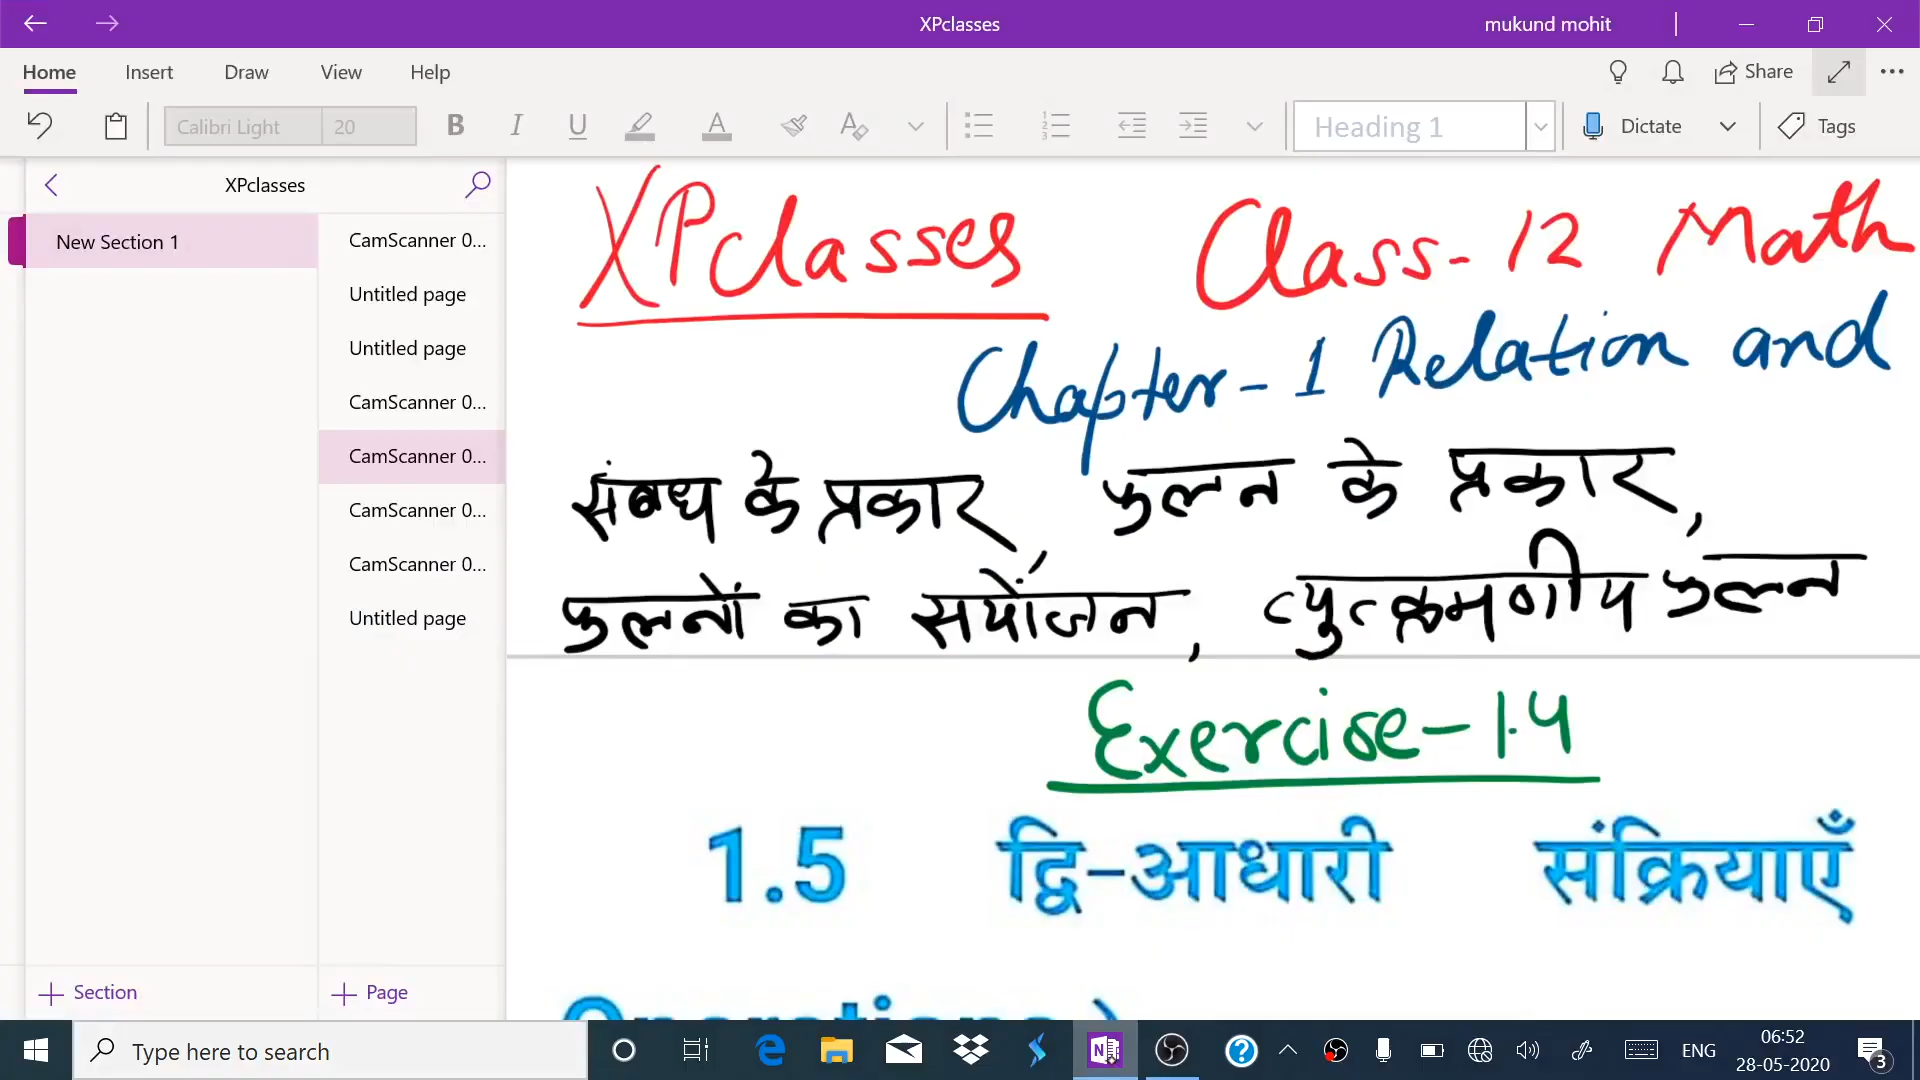 XPclasses
mukund mohit
Home Insert Draw View Help
Share
Calibri Light 20
B I U A A
Heading 1
Dictate
Tags
XPclasses
New Section 1
CamScanner 0...
Untitled page
Untitled page
CamScanner 0...
CamScanner 0...
CamScanner 0...
CamScanner 0...
Untitled page
+ Section
+ Page
XPclasses Class-12 Math
Chapter-1 Relation and
संबध के प्रकार, फलन के प्रकार,
फलनों का सयोंजन, व्युत्क्रमणीय फलन
Exercise-1.4
1.5 द्वि-आधारी संक्रियाएँ
Type here to search
ENG
06:52
28-05-2020
3